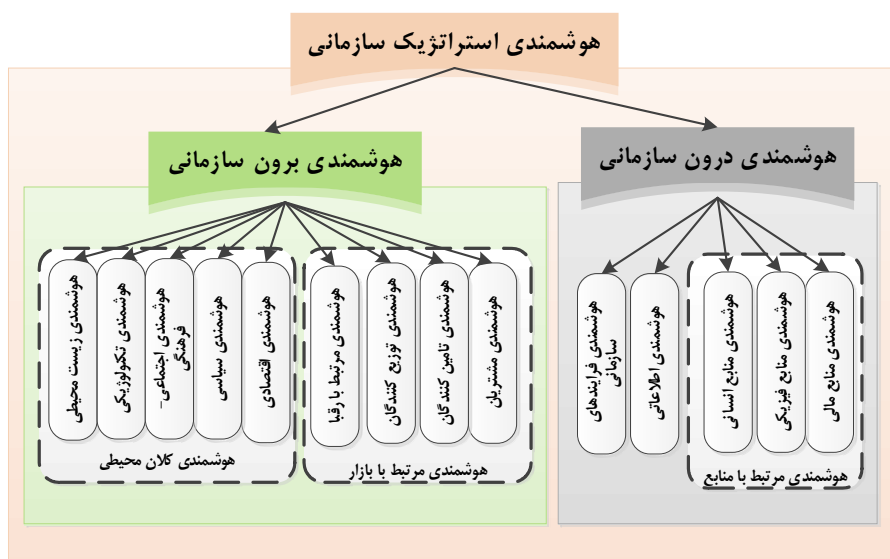 هوشمندی استراتژیک سازمانی
هوشمندی درون سازمانی
هوشمندی برون سازمانی
هوشمندی منابع مالی
هوشمندی منابع فیزیکی
هوشمندی منابع انسانی
هوشمندی اطلاعاتی
هوشمندی فرایندهای
سازمانی
هوشمندی مرتبط با منابع
هوشمندی مشتریان
هوشمندی تامین کنندگان
هوشمندی توزیع کنندگان
هوشمندی مرتبط با رقبا
هوشمندی مرتبط با بازار
هوشمندی اقتصادی
هوشمندی سیاسی
هوشمندی اجتماعی–
فرهنگی
هوشمندی تکنولوژیکی
هوشمندی زیست محیطی
هوشمندی کلان محیطی